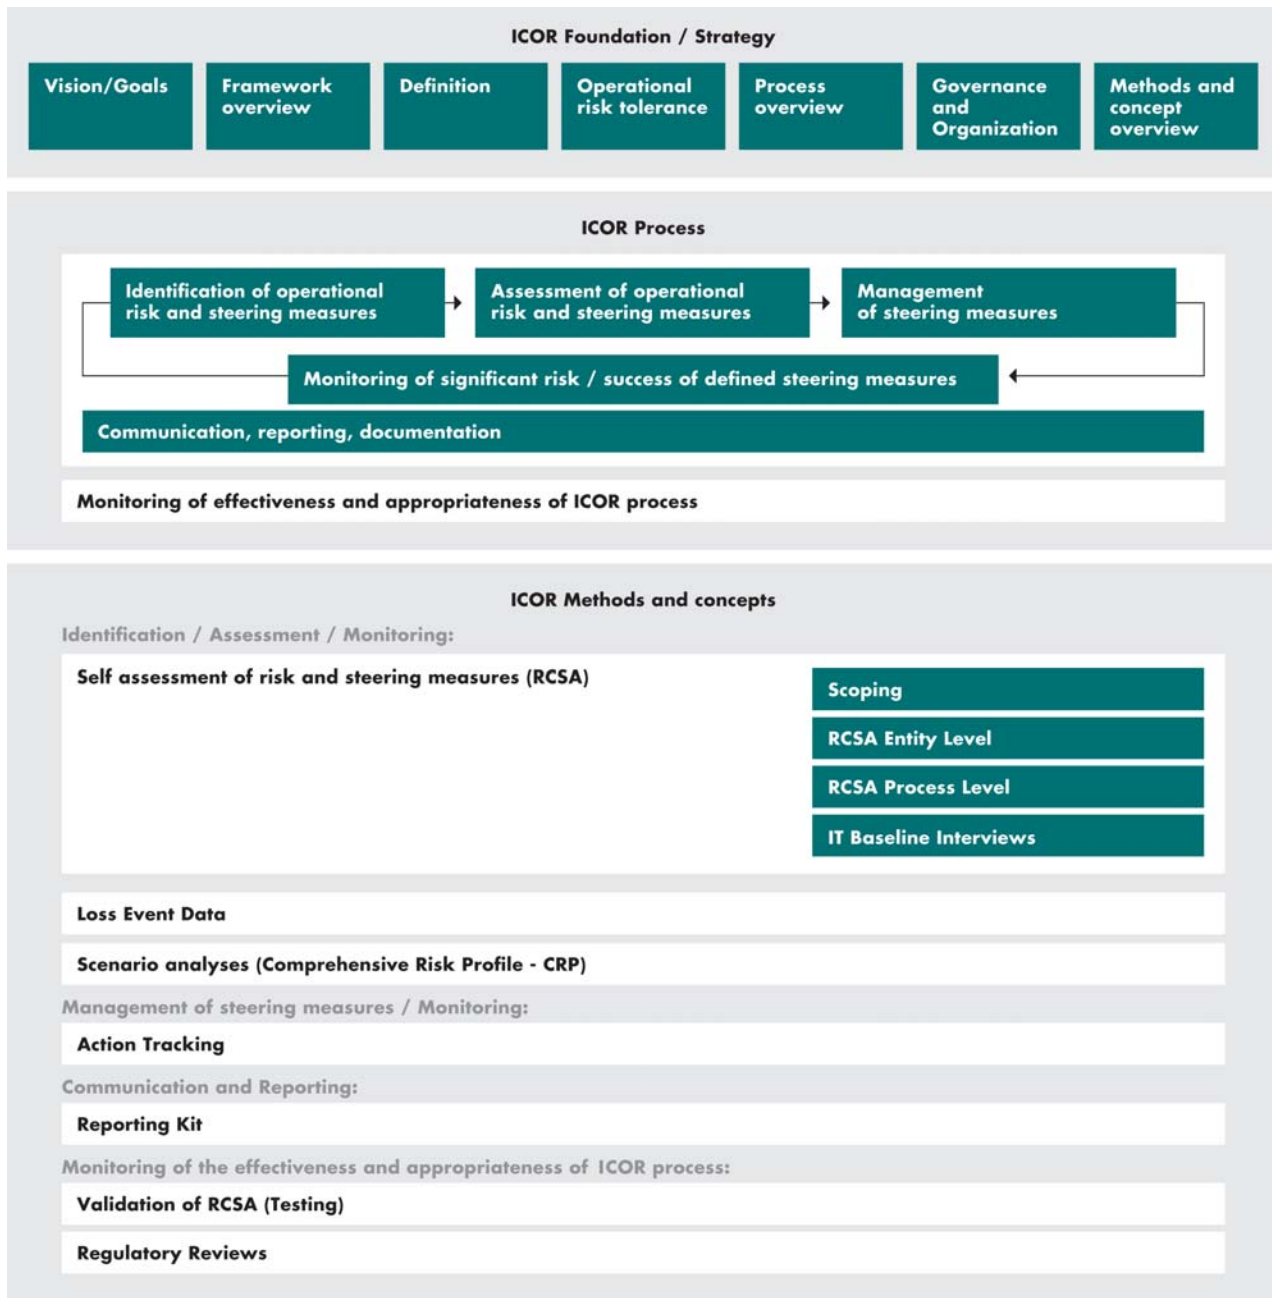 ICOR Foundation / Strategy
Vision/Goals
Framework
overview
Definition
Operational
risk tolerance
Process
overview
Governance
and
Organization
Methods and
concept
overview
ICOR Process
Identification of operational
risk and steering measures
Assessment of operational
risk and steering measures
Management
of steering measures
Monitoring of significant risk / success of defined steering measures
Communication, reporting, documentation
Monitoring of effectiveness and appropriateness of ICOR process
ICOR Methods and concepts
Identification / Assessment / Monitoring:
Self assessment of risk and steering measures (RCSA)
Scoping
RCSA Entity Level
RCSA Process Level
IT Baseline Interviews
Loss Event Data
Scenario analyses (Comprehensive Risk Profile - CRP)
Management of steering measures / Monitoring:
Action Tracking
Communication and Reporting:
Reporting Kit
Monitoring of the effectiveness and appropriateness of ICOR process:
Validation of RCSA (Testing)
Regulatory Reviews